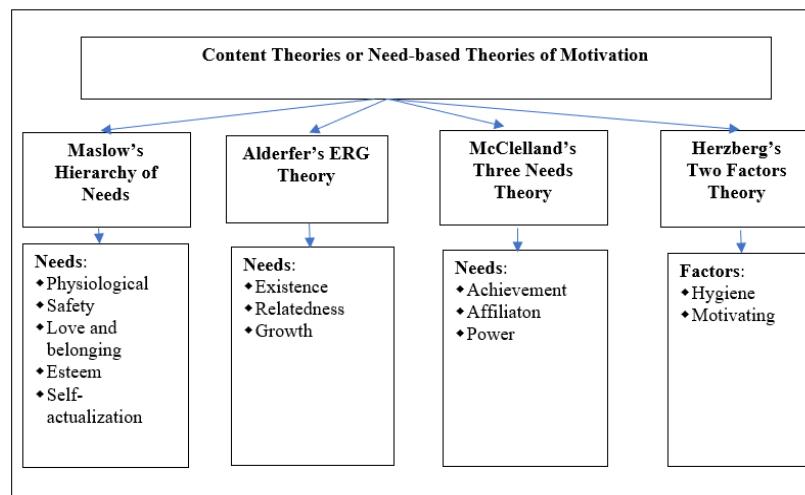 Content Theories or Need-based Theories of Motivation
Maslow's
Hierarchy of
Needs
Alderfer's ERG
Theory
McClelland's
Three Needs
Theory
Herzberg's
Two Factors
Theory
Needs:
◆Physiological
◆Safety
◆Love and
belonging
◆Esteem
◆Self-
actualization
Needs:
◆Existence
◆Relatedness
◆Growth
Needs:
◆Achievement
◆Affiliaton
◆Power
Factors:
◆Hygiene
◆Motivating